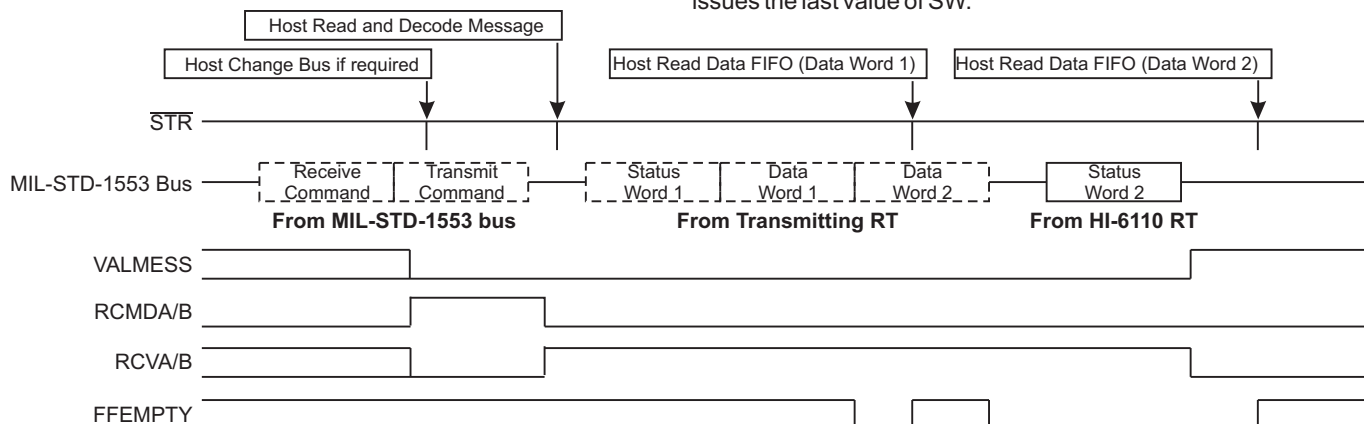 issues the last value of SW.
Host Read and Decode Message
Host Change Bus if required
Host Read Data FIFO (Data Word 1)
Host Read Data FIFO (Data Word 2)
STR
MIL-STD-1553 Bus
Receive
Command
Transmit
Command
Status
Word 1
Data
Word 1
Data
Word 2
Status
Word 2
From MIL-STD-1553 bus
From Transmitting RT
From HI-6110 RT
VALMESS
RCMDA/B
RCVA/B
FFEMPTY